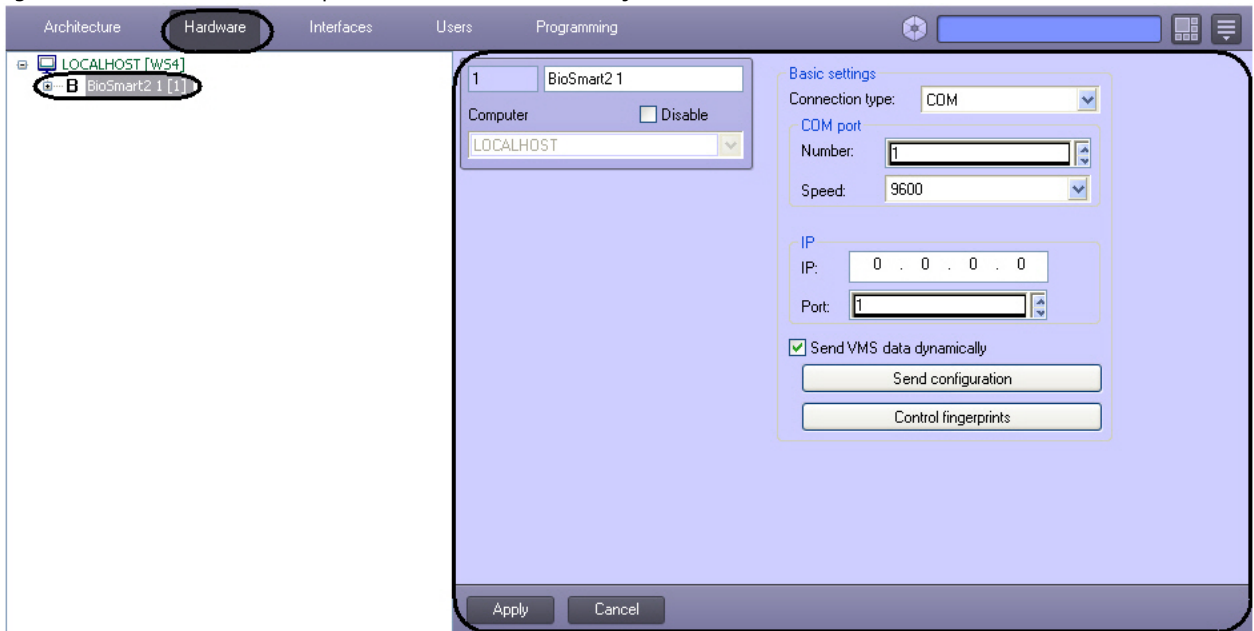 Architecture Hardware Interfaces Users Programming
LOCALHOST [WS4]
B BioSmart2 1 [1]
1 BioSmart2 1
Computer Disable
LOCALHOST
Basic settings
Connection type: COM
COM port
Number: 1
Speed: 9600
IP
IP: 0 . 0 . 0 . 0
Port: 1
Send VMS data dynamically
Send configuration
Control fingerprints
Apply Cancel